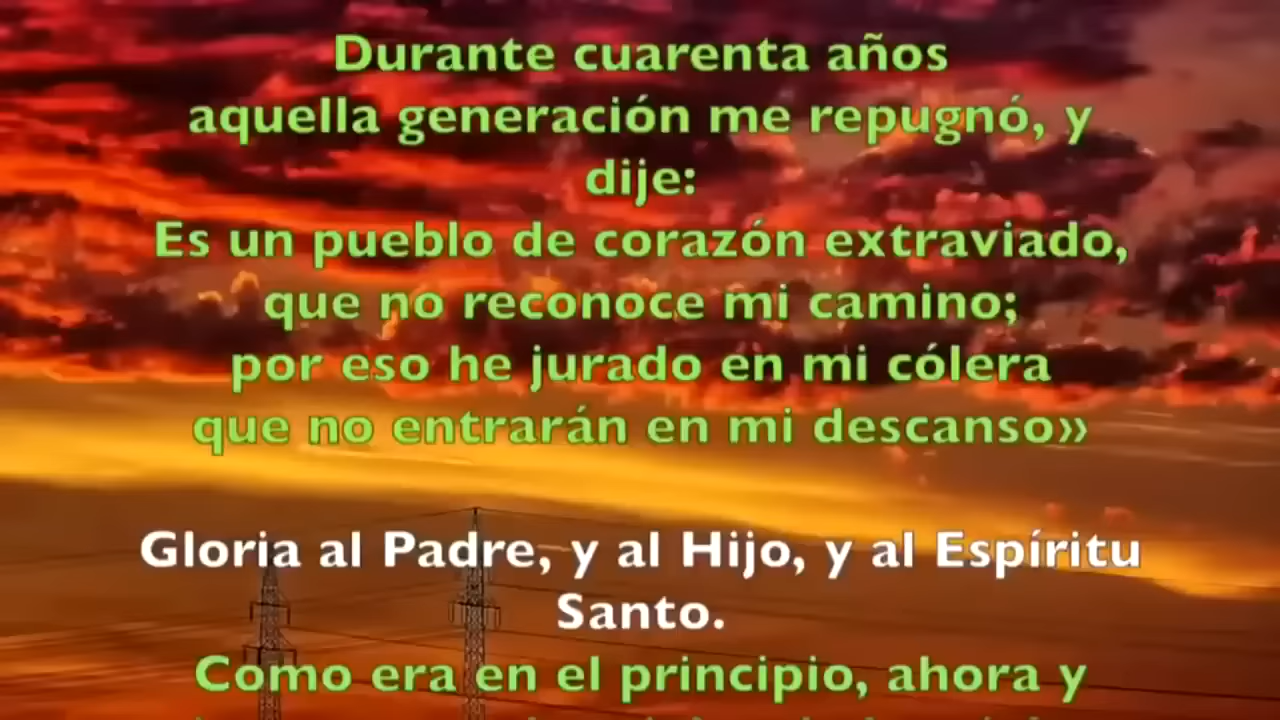 Durante cuarenta años
aquella generación me repugnó, y
dije:
Es un pueblo de corazón extraviado,
que no reconoce mi camino;
por eso he jurado en mi cólera
que no entrarán en mi descanso»
Gloria al Padre, y al Hijo, y al Espíritu
Santo.
Como era en el principio, ahora y